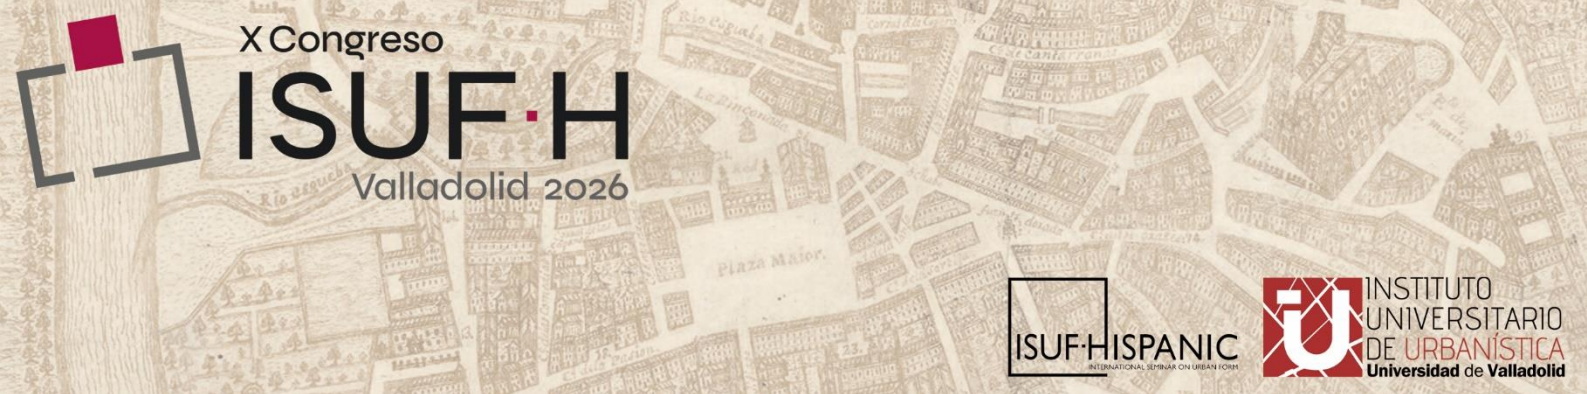 X Congreso
ISUF·H
Valladolid 2026
Plaza Maior.
ISUF·HISPANIC
INTERNATIONAL SEMINAR ON URBAN FORM
INSTITUTO
UNIVERSITARIO
DE URBANÍSTICA
Universidad de Valladolid